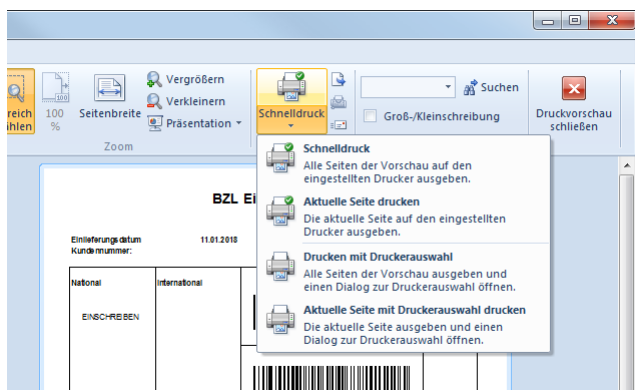 Vergrößern
Verkleinern
Präsentation
100
%
Seitenbreite
Zoom
Schnelldruck
Suchen
Groß-/Kleinschreibung
Druckvorschau
schließen
Schnelldruck
Alle Seiten der Vorschau auf den
eingestellten Drucker ausgeben.
Aktuelle Seite drucken
Die aktuelle Seite auf den eingestellten
Drucker ausgeben.
Drucken mit Druckerauswahl
Alle Seiten der Vorschau ausgeben und
einen Dialog zur Druckerauswahl öffnen.
Aktuelle Seite mit Druckerauswahl drucken
Die aktuelle Seite ausgeben und einen
Dialog zur Druckerauswahl öffnen.
BZL Ei
Einlieferungsdatum 11.01.2018
Kundennummer:
National International
EINSCHREIBEN